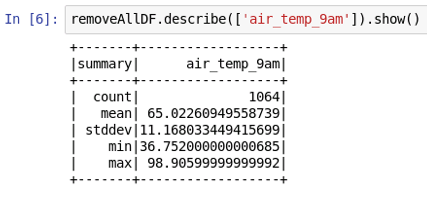 In [6]: removeAllDF.describe(['air_temp_9am']).show()
+-------+-----------------+
|summary|     air_temp_9am|
+-------+-----------------+
|  count|             1064|
|   mean| 65.02260949558739|
| stddev|11.168033449415699|
|    min|36.752000000000685|
|    max| 98.90599999999992|
+-------+-----------------+